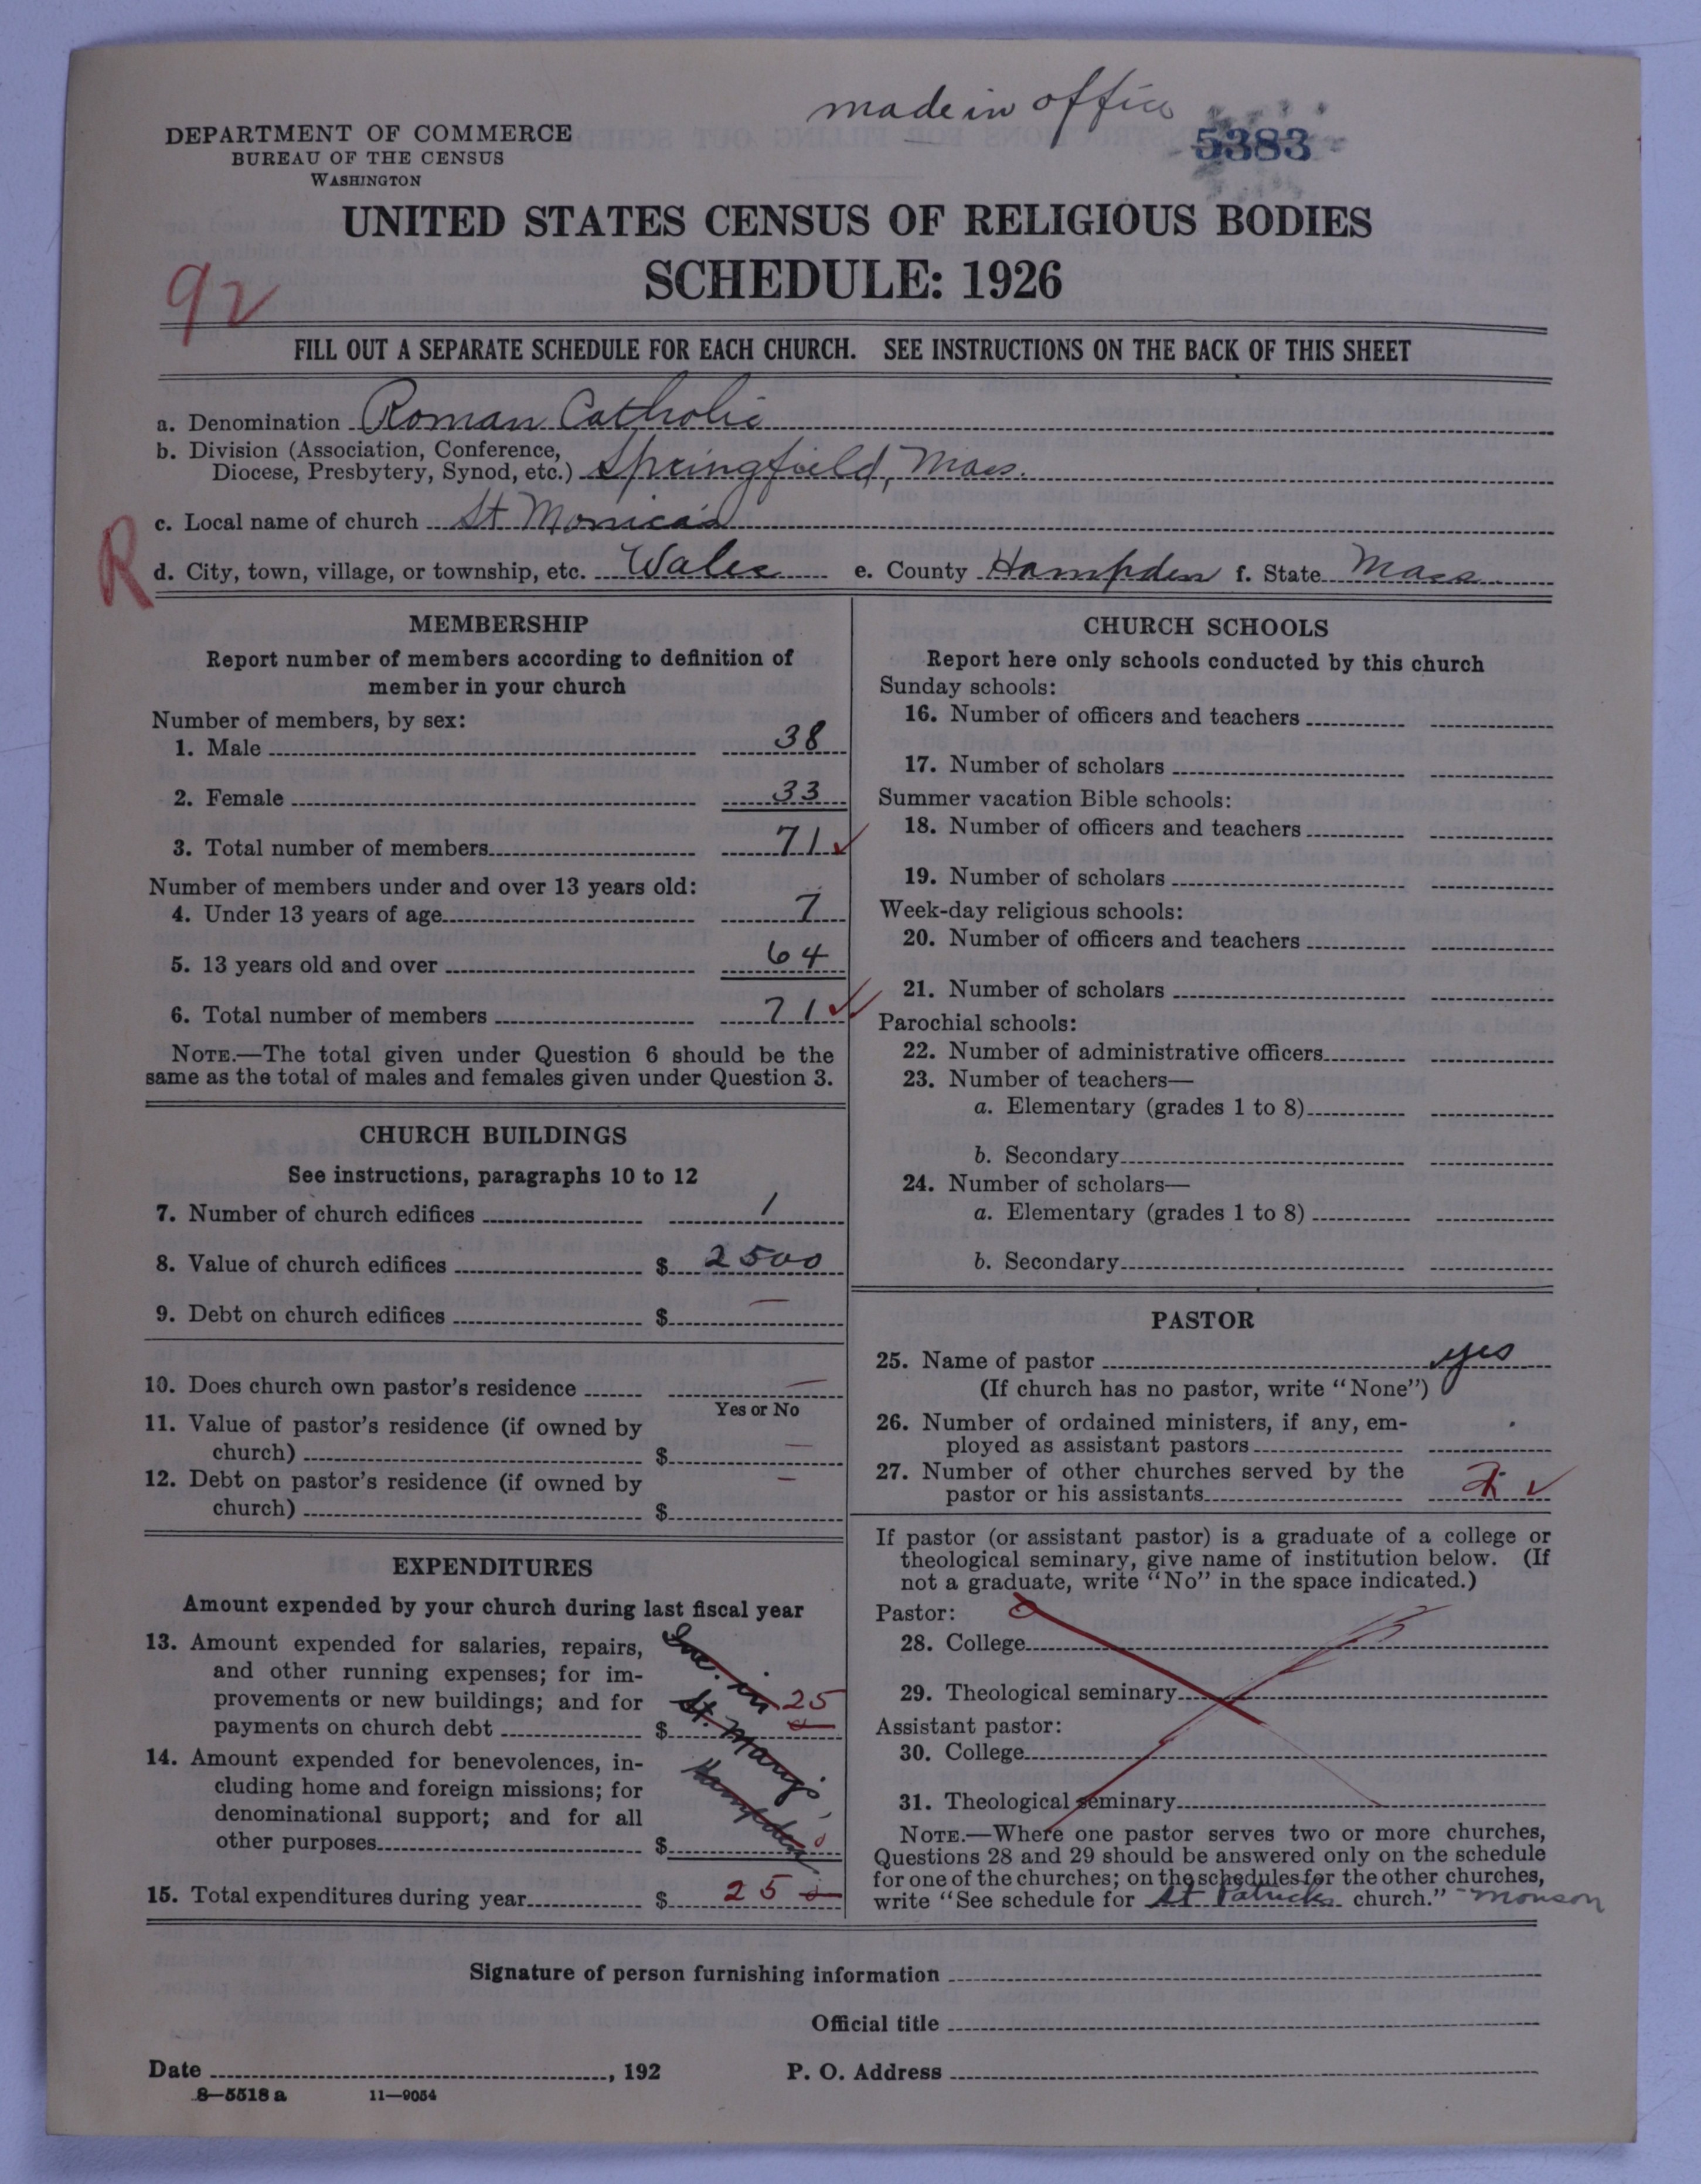 made in office
5383
DEPARTMENT OF COMMERCE
BUREAU OF THE CENSUS
WASHINGTON
UNITED STATES CENSUS OF RELIGIOUS BODIES
SCHEDULE: 1926
92
FILL OUT A SEPARATE SCHEDULE FOR EACH CHURCH. SEE INSTRUCTIONS ON THE BACK OF THIS SHEET
a. Denomination Roman Catholic
b. Division (Association, Conference,
Diocese, Presbytery, Synod, etc.) Springfield, Mass.
c. Local name of church St Monica's
R
d. City, town, village, or township, etc. Wales e. County Hampden f. State Mass
MEMBERSHIP
Report number of members according to definition of
member in your church
Number of members, by sex:
1. Male 38
2. Female 33
3. Total number of members 71
Number of members under and over 13 years old:
4. Under 13 years of age 7
5. 13 years old and over 64
6. Total number of members 71
NOTE.—The total given under Question 6 should be the
same as the total of males and females given under Question 3.
CHURCH BUILDINGS
See instructions, paragraphs 10 to 12
7. Number of church edifices 1
8. Value of church edifices $ 2500
9. Debt on church edifices $ —
10. Does church own pastor's residence —
Yes or No
11. Value of pastor's residence (if owned by
church) $ —
12. Debt on pastor's residence (if owned by
church) $ —
EXPENDITURES
Amount expended by your church during last fiscal year
13. Amount expended for salaries, repairs,
and other running expenses; for im-
provements or new buildings; and for
payments on church debt $ 25
Inc. in
St. Mary's,
Hampden
14. Amount expended for benevolences, in-
cluding home and foreign missions; for
denominational support; and for all
other purposes $
15. Total expenditures during year $ 25
CHURCH SCHOOLS
Report here only schools conducted by this church
Sunday schools:
16. Number of officers and teachers
17. Number of scholars
Summer vacation Bible schools:
18. Number of officers and teachers
19. Number of scholars
Week-day religious schools:
20. Number of officers and teachers
21. Number of scholars
Parochial schools:
22. Number of administrative officers
23. Number of teachers—
a. Elementary (grades 1 to 8)
b. Secondary
24. Number of scholars—
a. Elementary (grades 1 to 8)
b. Secondary
PASTOR
25. Name of pastor yes
(If church has no pastor, write "None")
26. Number of ordained ministers, if any, em-
ployed as assistant pastors
27. Number of other churches served by the
pastor or his assistants 2
If pastor (or assistant pastor) is a graduate of a college or
theological seminary, give name of institution below. (If
not a graduate, write "No" in the space indicated.)
Pastor:
28. College
29. Theological seminary
Assistant pastor:
30. College
31. Theological seminary
NOTE.—Where one pastor serves two or more churches,
Questions 28 and 29 should be answered only on the schedule
for one of the churches; on the schedules for the other churches,
write "See schedule for St Patricks church." - Monson
Signature of person furnishing information
Official title
Date , 192 P. O. Address
8—5518 a 11—9054